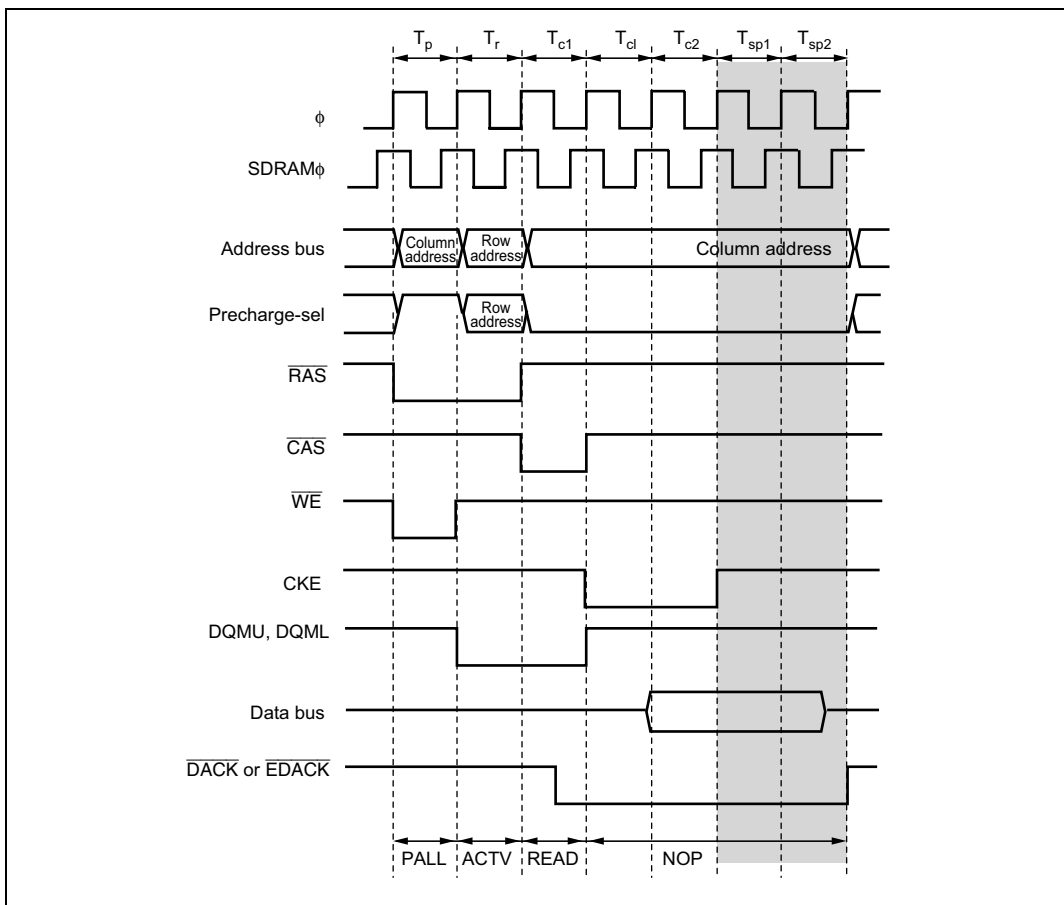 Tp Tr Tc1 Tcl Tc2 Tsp1 Tsp2
ϕ
SDRAMϕ
Address bus
Column address
Row address
Column address
Precharge-sel
Row address
RAS
CAS
WE
CKE
DQMU, DQML
Data bus
DACK or EDACK
PALL ACTV READ NOP